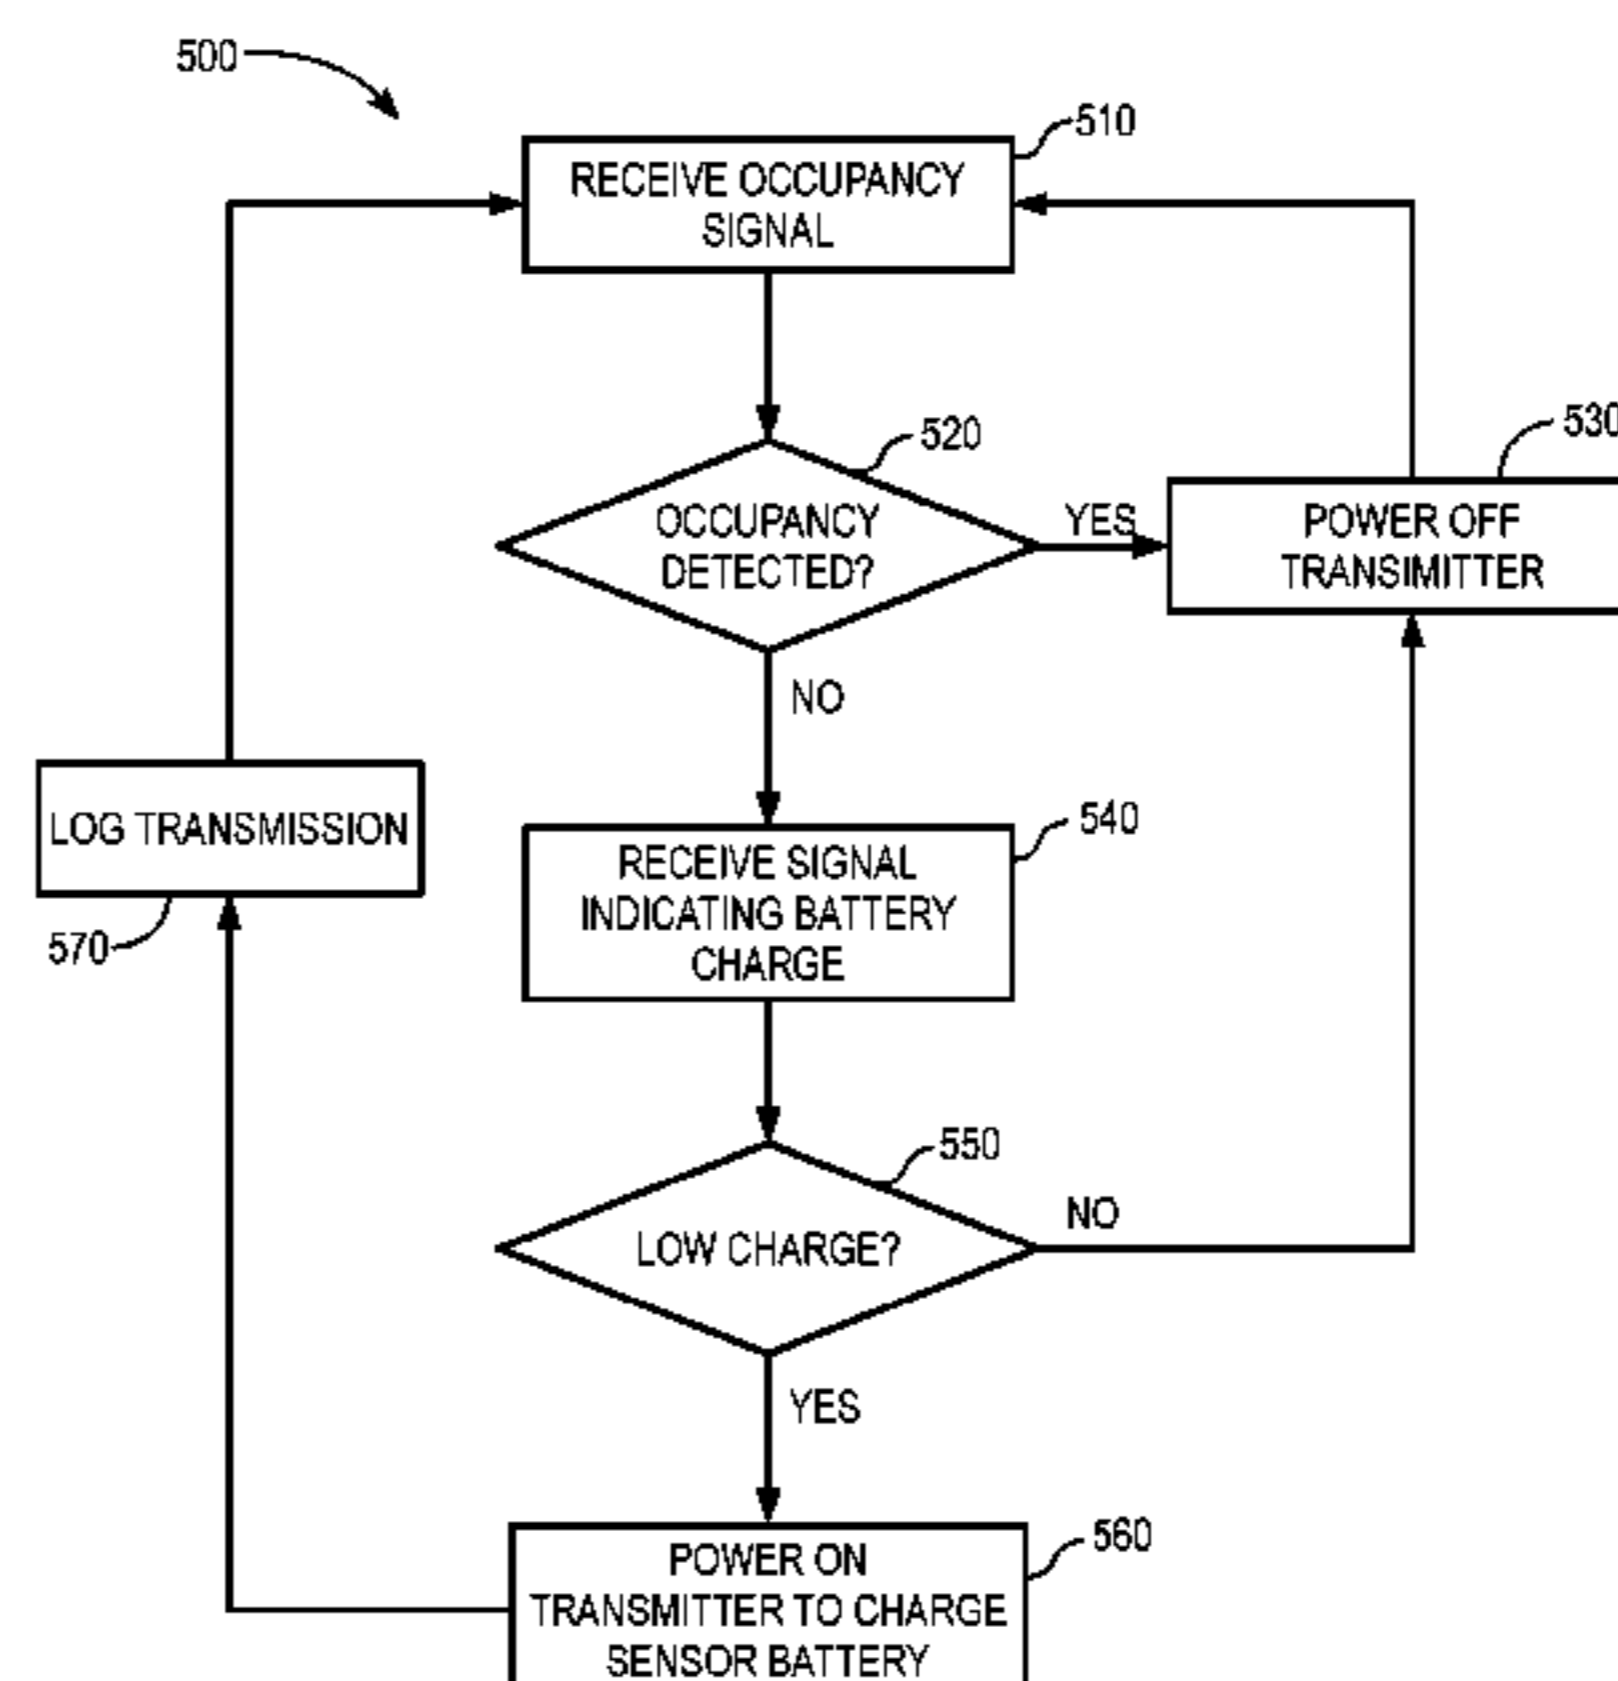 500
510
RECEIVE OCCUPANCY
SIGNAL
520
530
OCCUPANCY
DETECTED?
YES
POWER OFF
TRANSIMITTER
NO
LOG TRANSMISSION
570
540
RECEIVE SIGNAL
INDICATING BATTERY
CHARGE
550
LOW CHARGE?
NO
YES
560
POWER ON
TRANSMITTER TO CHARGE
SENSOR BATTERY